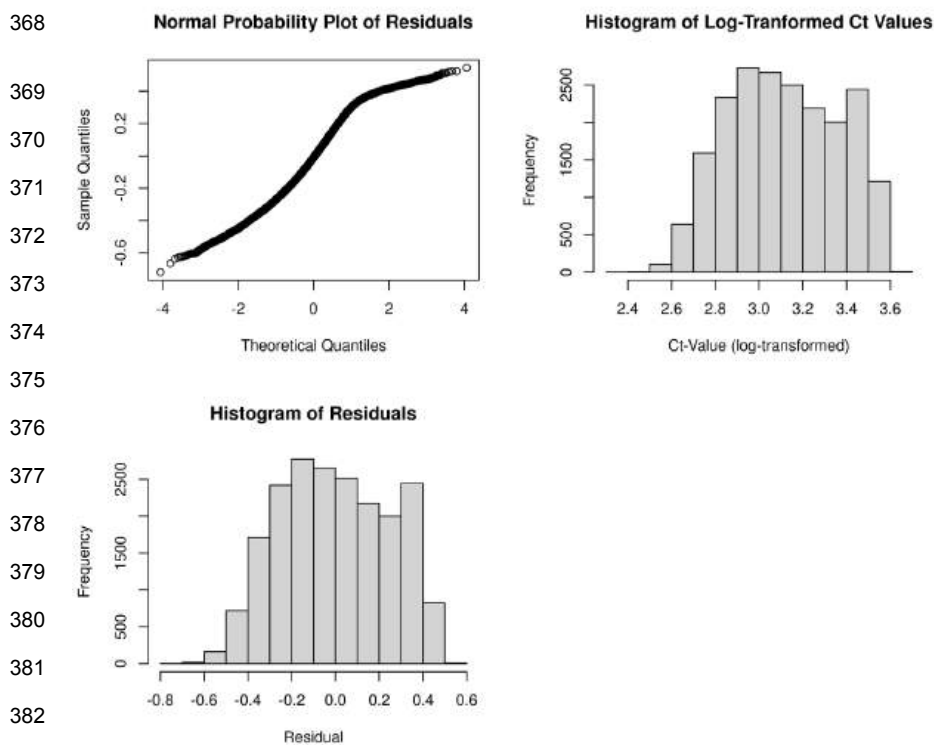 368
Normal Probability Plot of Residuals
Histogram of Log-Tranformed Ct Values
369
370
371
372
373
374
375
376
377
378
379
380
381
382
Sample Quantiles
0.2
-0.2
-0.6
-4 -2 0 2 4
Theoretical Quantiles
Frequency
2500
1500
500
0
2.4 2.6 2.8 3.0 3.2 3.4 3.6
Ct-Value (log-transformed)
Histogram of Residuals
Frequency
2500
1500
500
0
-0.8 -0.6 -0.4 -0.2 0.0 0.2 0.4 0.6
Residual